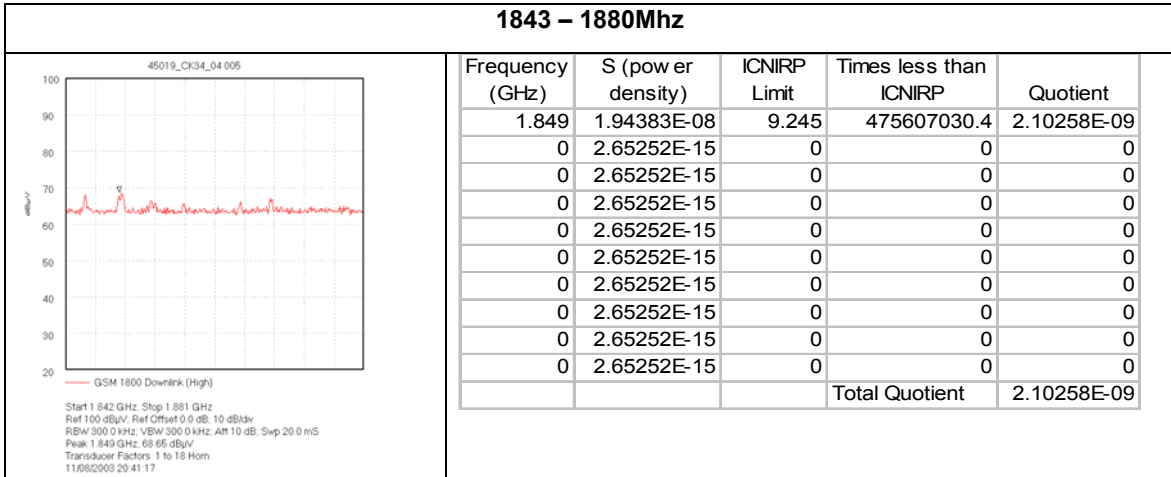 1843 – 1880Mhz
45019_CK34_04 005
100
90
80
70
60
50
40
30
20
dBµV
GSM 1800 Downlink (High)
Start 1.842 GHz; Stop 1.881 GHz
Ref 100 dBµV; Ref Offset 0.0 dB; 10 dB/div
RBW 300.0 kHz; VBW 300.0 kHz; Att 10 dB; Swp 20.0 mS
Peak 1.849 GHz, 68.65 dBµV
Transducer Factors: 1 to 18 Horn
11/08/2003 20:41:17
Frequency (GHz) S (power density) ICNIRP Limit Times less than ICNIRP Quotient
1.849 1.94383E-08 9.245 475607030.4 2.10258E-09
0 2.65252E-15 0 0 0
0 2.65252E-15 0 0 0
0 2.65252E-15 0 0 0
0 2.65252E-15 0 0 0
0 2.65252E-15 0 0 0
0 2.65252E-15 0 0 0
0 2.65252E-15 0 0 0
0 2.65252E-15 0 0 0
0 2.65252E-15 0 0 0
Total Quotient 2.10258E-09